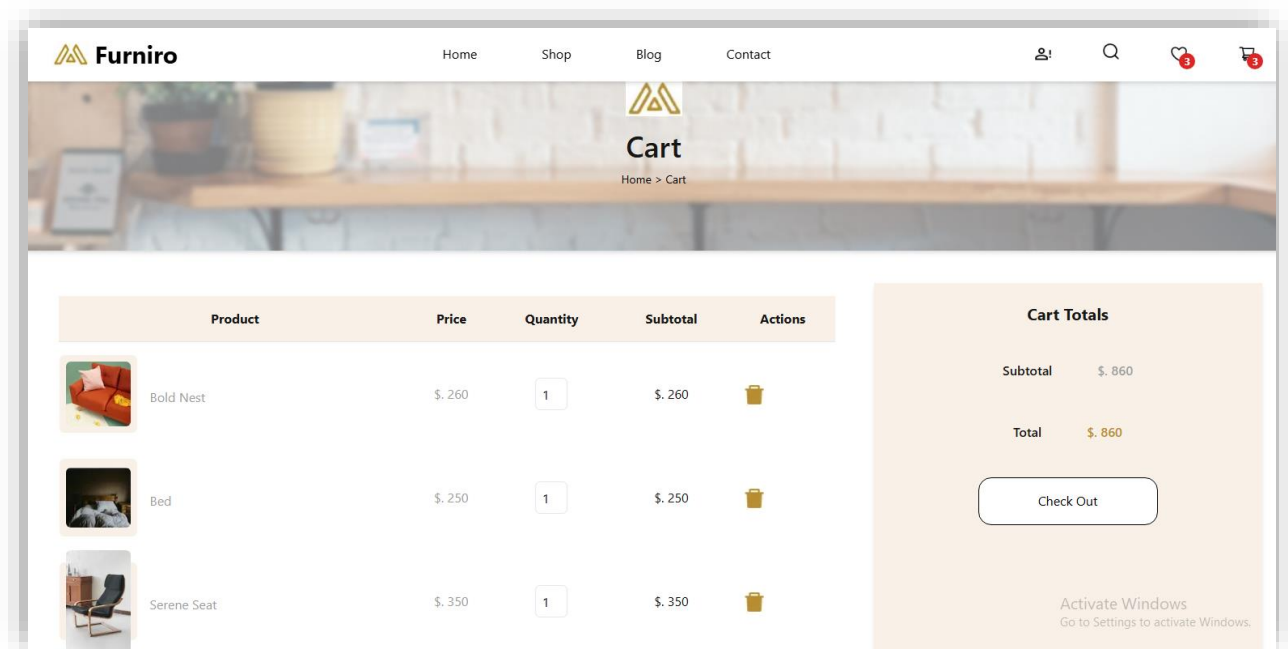 Furniro Home Shop Blog Contact 3 3
Cart
Home > Cart
Product Price Quantity Subtotal Actions
Bold Nest $. 260 1 $. 260
Bed $. 250 1 $. 250
Serene Seat $. 350 1 $. 350
Cart Totals
Subtotal $. 860
Total $. 860
Check Out
Activate Windows
Go to Settings to activate Windows.